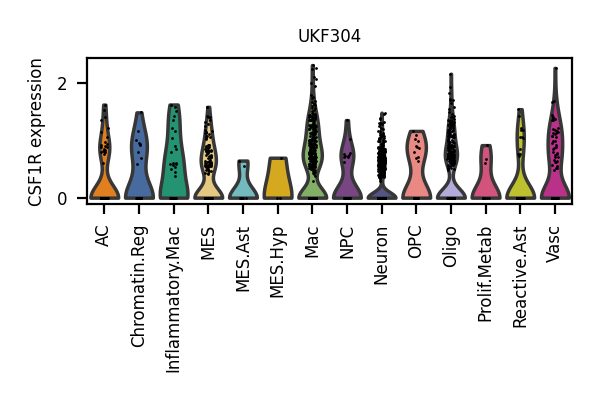 UKF304
CSF1R expression
2
0
AC
Chromatin.Reg
Inflammatory.Mac
MES
MES.Ast
MES.Hyp
Mac
NPC
Neuron
OPC
Oligo
Prolif.Metab
Reactive.Ast
Vasc